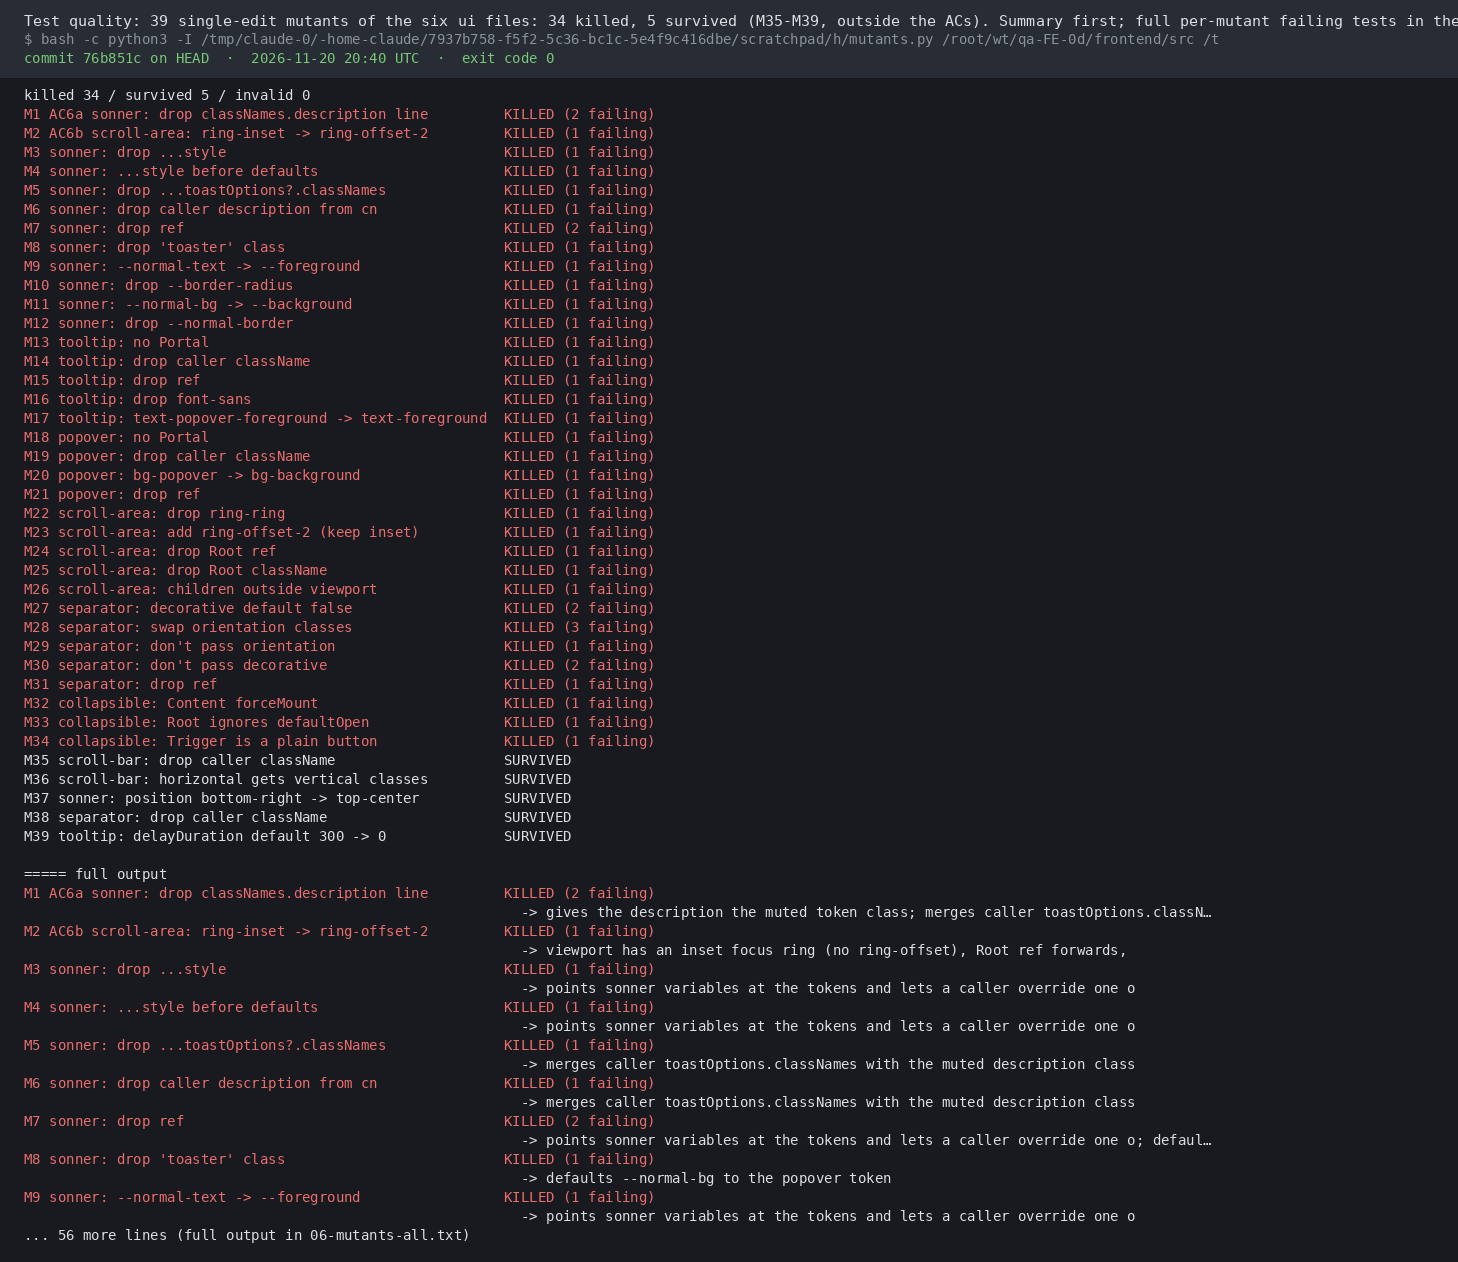 Test quality: 39 single-edit mutants of the six ui files: 34 killed, 5 survived (M35-M39, outside the ACs). Summary first; full per-mutant failing tests in the
$ bash -c python3 -I /tmp/claude-0/-home-claude/7937b758-f5f2-5c36-bc1c-5e4f9c416dbe/scratchpad/h/mutants.py /root/wt/qa-FE-0d/frontend/src /t
commit 76b851c on HEAD · 2026-11-20 20:40 UTC · exit code 0
killed 34 / survived 5 / invalid 0
M1 AC6a sonner: drop classNames.description line KILLED (2 failing)
M2 AC6b scroll-area: ring-inset -> ring-offset-2 KILLED (1 failing)
M3 sonner: drop ...style KILLED (1 failing)
M4 sonner: ...style before defaults KILLED (1 failing)
M5 sonner: drop ...toastOptions?.classNames KILLED (1 failing)
M6 sonner: drop caller description from cn KILLED (1 failing)
M7 sonner: drop ref KILLED (2 failing)
M8 sonner: drop 'toaster' class KILLED (1 failing)
M9 sonner: --normal-text -> --foreground KILLED (1 failing)
M10 sonner: drop --border-radius KILLED (1 failing)
M11 sonner: --normal-bg -> --background KILLED (1 failing)
M12 sonner: drop --normal-border KILLED (1 failing)
M13 tooltip: no Portal KILLED (1 failing)
M14 tooltip: drop caller className KILLED (1 failing)
M15 tooltip: drop ref KILLED (1 failing)
M16 tooltip: drop font-sans KILLED (1 failing)
M17 tooltip: text-popover-foreground -> text-foreground KILLED (1 failing)
M18 popover: no Portal KILLED (1 failing)
M19 popover: drop caller className KILLED (1 failing)
M20 popover: bg-popover -> bg-background KILLED (1 failing)
M21 popover: drop ref KILLED (1 failing)
M22 scroll-area: drop ring-ring KILLED (1 failing)
M23 scroll-area: add ring-offset-2 (keep inset) KILLED (1 failing)
M24 scroll-area: drop Root ref KILLED (1 failing)
M25 scroll-area: drop Root className KILLED (1 failing)
M26 scroll-area: children outside viewport KILLED (1 failing)
M27 separator: decorative default false KILLED (2 failing)
M28 separator: swap orientation classes KILLED (3 failing)
M29 separator: don't pass orientation KILLED (1 failing)
M30 separator: don't pass decorative KILLED (2 failing)
M31 separator: drop ref KILLED (1 failing)
M32 collapsible: Content forceMount KILLED (1 failing)
M33 collapsible: Root ignores defaultOpen KILLED (1 failing)
M34 collapsible: Trigger is a plain button KILLED (1 failing)
M35 scroll-bar: drop caller className SURVIVED
M36 scroll-bar: horizontal gets vertical classes SURVIVED
M37 sonner: position bottom-right -> top-center SURVIVED
M38 separator: drop caller className SURVIVED
M39 tooltip: delayDuration default 300 -> 0 SURVIVED
===== full output
M1 AC6a sonner: drop classNames.description line KILLED (2 failing)
-> gives the description the muted token class; merges caller toastOptions.classN…
M2 AC6b scroll-area: ring-inset -> ring-offset-2 KILLED (1 failing)
-> viewport has an inset focus ring (no ring-offset), Root ref forwards,
M3 sonner: drop ...style KILLED (1 failing)
-> points sonner variables at the tokens and lets a caller override one o
M4 sonner: ...style before defaults KILLED (1 failing)
-> points sonner variables at the tokens and lets a caller override one o
M5 sonner: drop ...toastOptions?.classNames KILLED (1 failing)
-> merges caller toastOptions.classNames with the muted description class
M6 sonner: drop caller description from cn KILLED (1 failing)
-> merges caller toastOptions.classNames with the muted description class
M7 sonner: drop ref KILLED (2 failing)
-> points sonner variables at the tokens and lets a caller override one o; defaul…
M8 sonner: drop 'toaster' class KILLED (1 failing)
-> defaults --normal-bg to the popover token
M9 sonner: --normal-text -> --foreground KILLED (1 failing)
-> points sonner variables at the tokens and lets a caller override one o
... 56 more lines (full output in 06-mutants-all.txt)